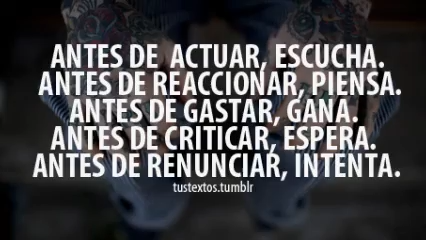 ANTES DE ACTUAR, ESCUCHA.
ANTES DE REACCIONAR, PIENSA.
ANTES DE GASTAR, GANA.
ANTES DE CRITICAR, ESPERA.
ANTES DE RENUNCIAR, INTENTA.
tustextos.tumblr